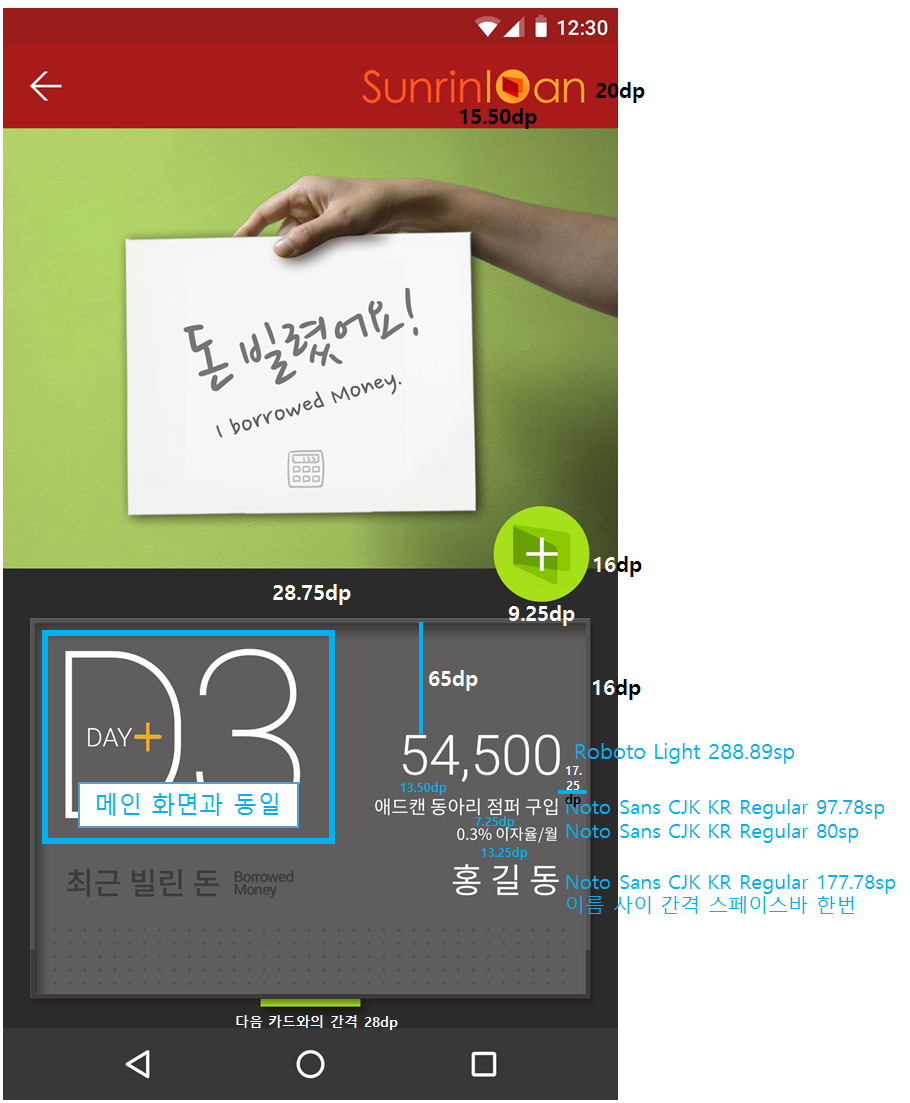 12:30
Sunrinloan
20dp
15.50dp
돈 빌렸어요!
I borrowed Money.
123
16dp
28.75dp
9.25dp
65dp
16dp
DAY+
D3
메인 화면과 동일
54,500
Roboto Light 288.89sp
17.
25
dp
13.50dp
애드캔 동아리 점퍼 구입
Noto Sans CJK KR Regular 97.78sp
7.25dp
0.3% 이자율/월
Noto Sans CJK KR Regular 80sp
13.25dp
홍 길 동
Noto Sans CJK KR Regular 177.78sp
이름 사이 간격 스페이스바 한번
최근 빌린 돈
Borrowed
Money
다음 카드와의 간격 28dp